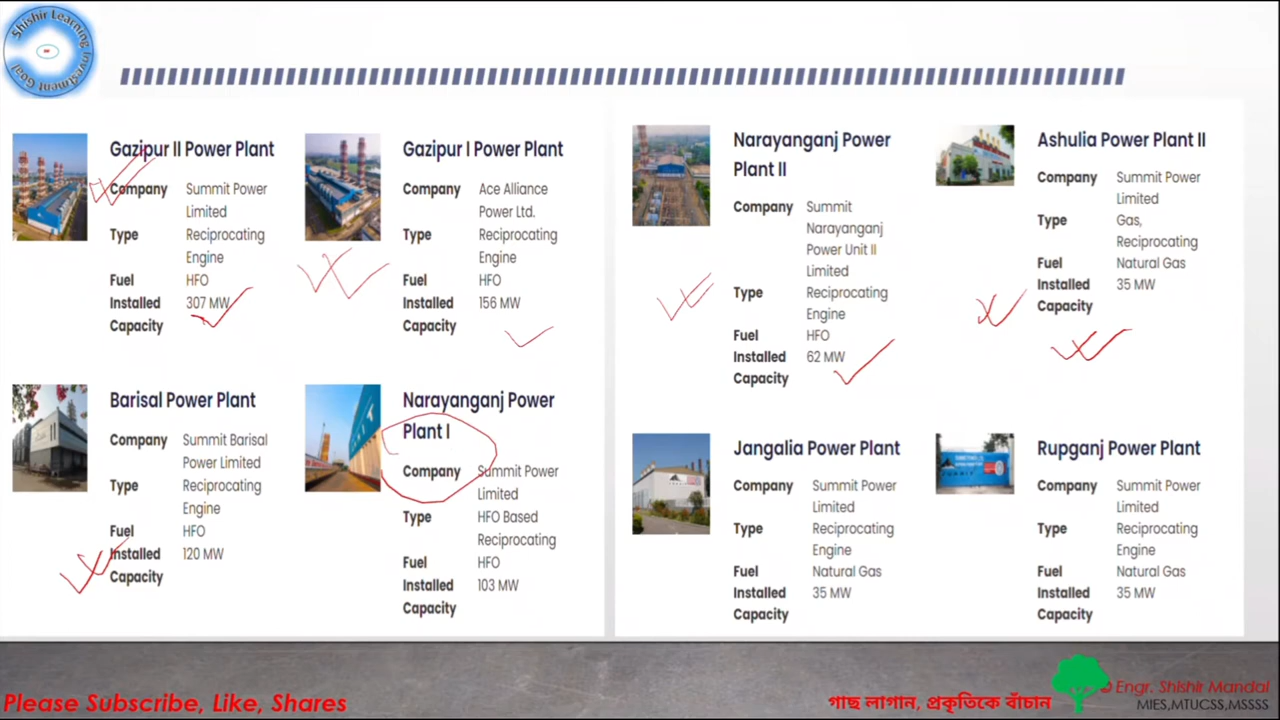 Shishir Learning
Investment Goal
Gazipur II Power Plant
Company Summit Power
Limited
Type Reciprocating
Engine
Fuel HFO
Installed 307 MW
Capacity
Gazipur I Power Plant
Company Ace Alliance
Power Ltd.
Type Reciprocating
Engine
Fuel HFO
Installed 156 MW
Capacity
Barisal Power Plant
Company Summit Barisal
Power Limited
Type Reciprocating
Engine
Fuel HFO
Installed 120 MW
Capacity
Narayanganj Power
Plant I
Company Summit Power
Limited
Type HFO Based
Reciprocating
Fuel HFO
Installed 103 MW
Capacity
Narayanganj Power
Plant II
Company Summit
Narayanganj
Power Unit II
Limited
Type Reciprocating
Engine
Fuel HFO
Installed 62 MW
Capacity
Ashulia Power Plant II
Company Summit Power
Limited
Type Gas,
Reciprocating
Fuel Natural Gas
Installed 35 MW
Capacity
Jangalia Power Plant
Company Summit Power
Limited
Type Reciprocating
Engine
Fuel Natural Gas
Installed 35 MW
Capacity
Rupganj Power Plant
Company Summit Power
Limited
Type Reciprocating
Engine
Fuel Natural Gas
Installed 35 MW
Capacity
Please Subscribe, Like, Shares
গাছ লাগান, প্রকৃতিকে বাঁচান
© Engr. Shishir Mandal
MIES,MTUCSS,MSSSS